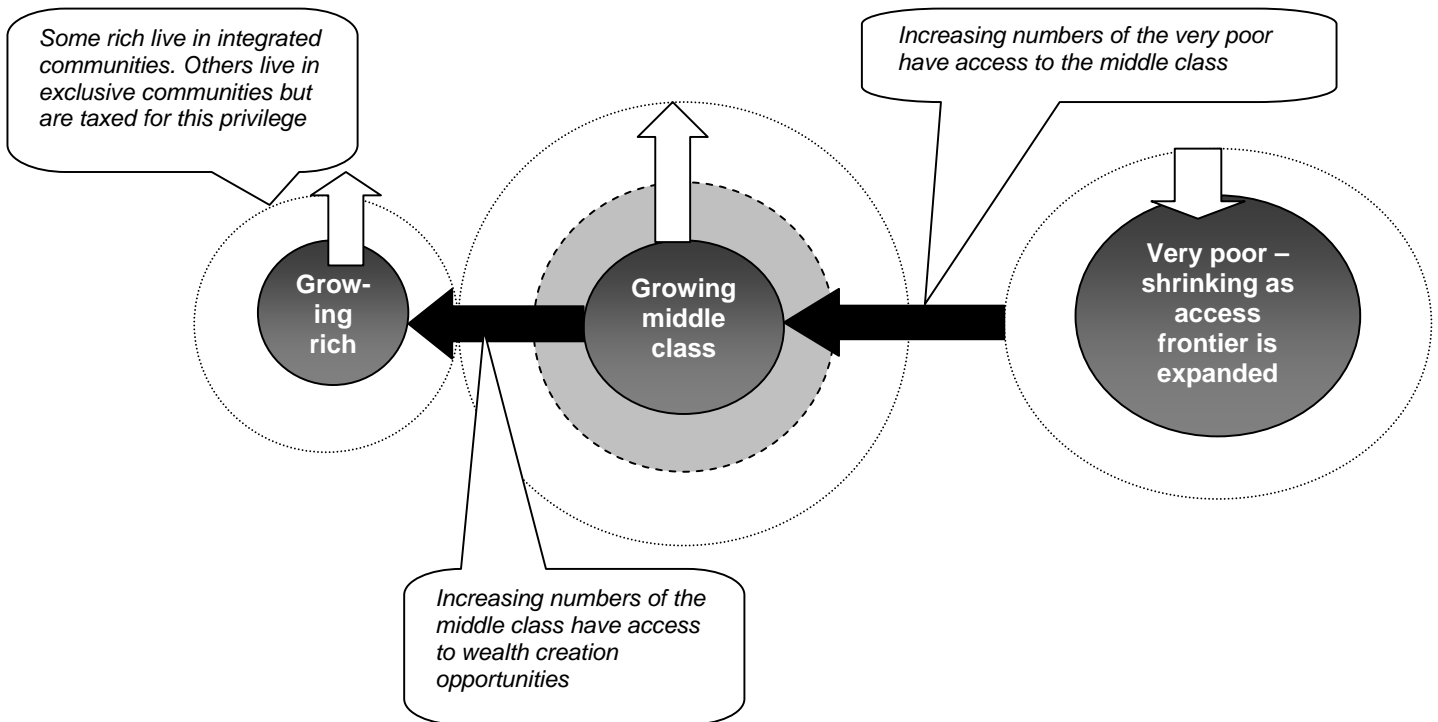 Some rich live in integrated
communities. Others live in
exclusive communities but
are taxed for this privilege
Increasing numbers of the very poor
have access to the middle class
Grow-
ing
rich
Growing
middle
class
Very poor –
shrinking as
access
frontier is
expanded
Increasing numbers of the
middle class have access
to wealth creation
opportunities